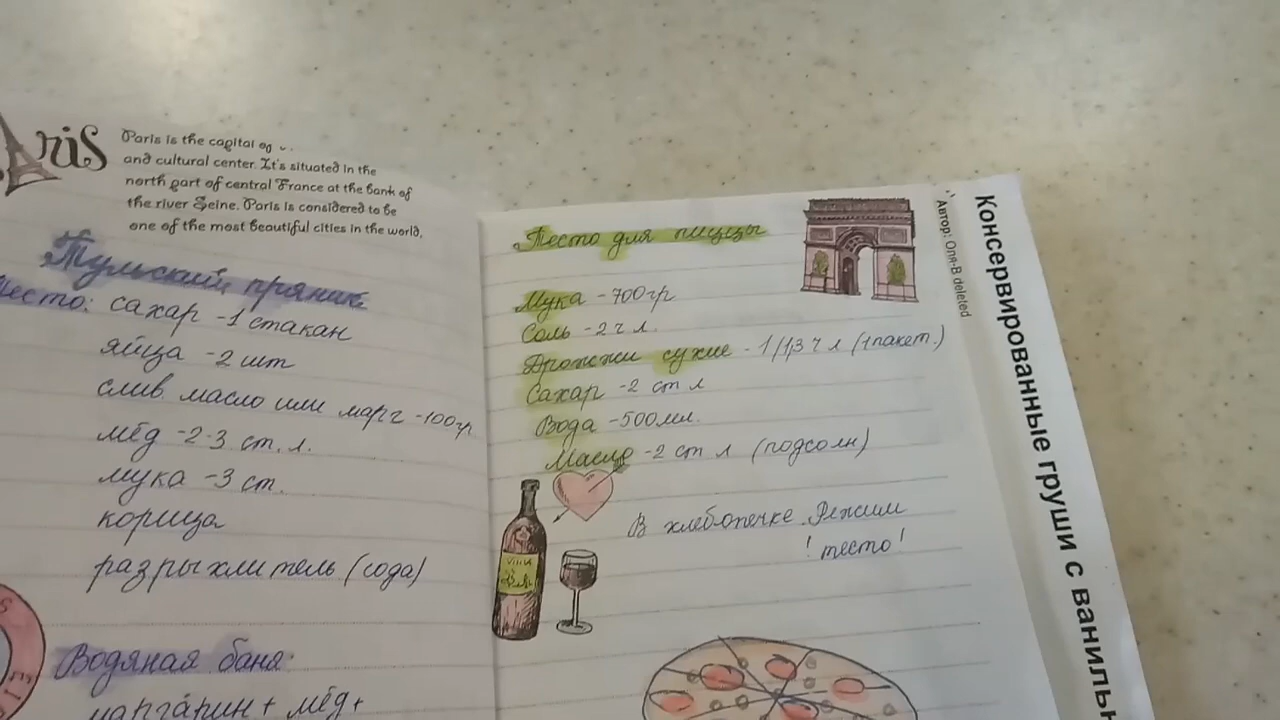 Paris
Paris is the capital of
and cultural center. It's situated in the
north part of central France at the bank of
the river Seine. Paris is considered to be
one of the most beautiful cities in the world,
Тульский пряник
Тесто: сахар - 1 стакан
яйца - 2 шт
слив. масло или марг - 100гр
мёд - 2-3 ст. л.
мука - 3 ст.
корица
разрыхлитель (сода)
Водяная баня:
маргарин + мёд +
Тесто для пиццы
Мука - 700гр
Соль - 2 ч л.
Дрожжи сухие - 1/1,3 ч л (1 пакет.)
Сахар - 2 ст л
Вода - 500мл.
Масло - 2 ст л (подсолн)
В хлебопечке Режим
! тесто!
Консервированные груши с ваниль
Автор: Оля-В deleted